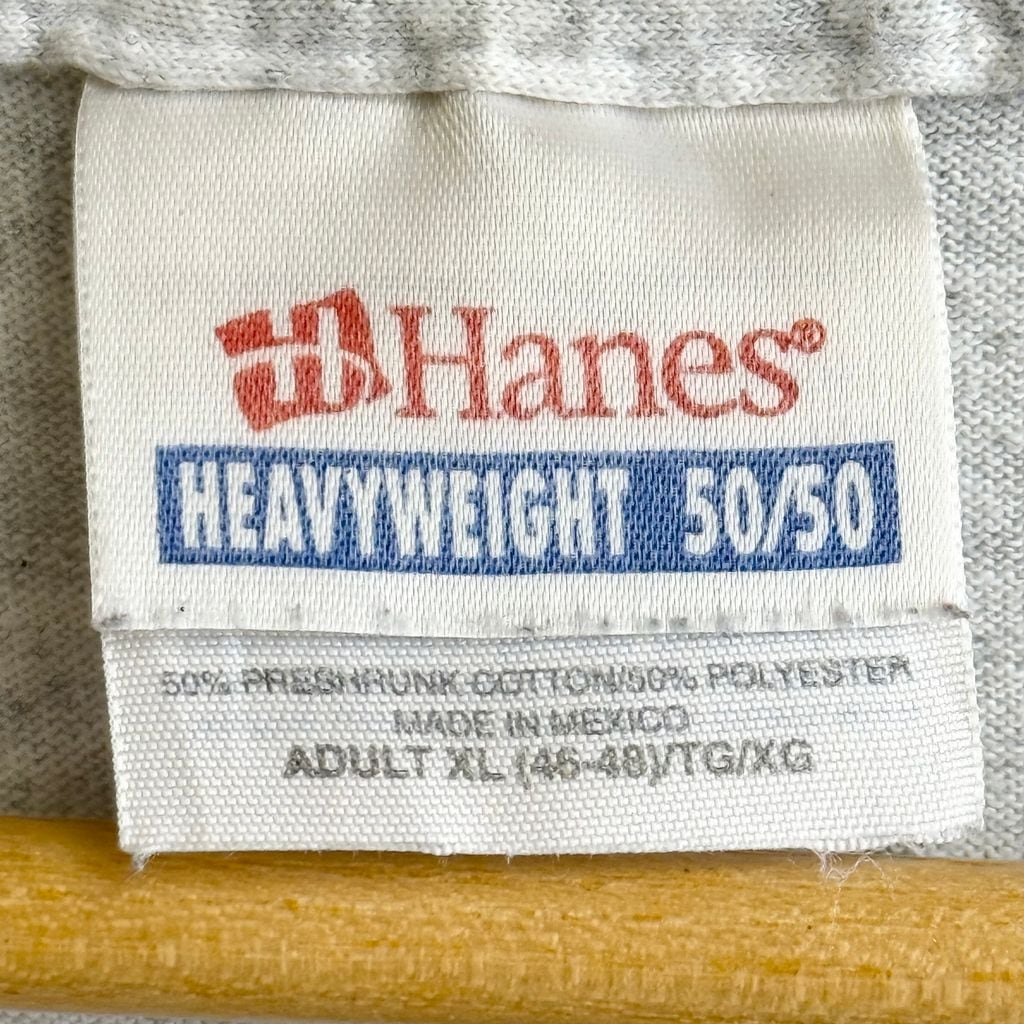 Hanes®
HEAVYWEIGHT 50/50
50% PRESHRUNK COTTON/50% POLYESTER
MADE IN MEXICO
ADULT XL (46-48)/TG/XG